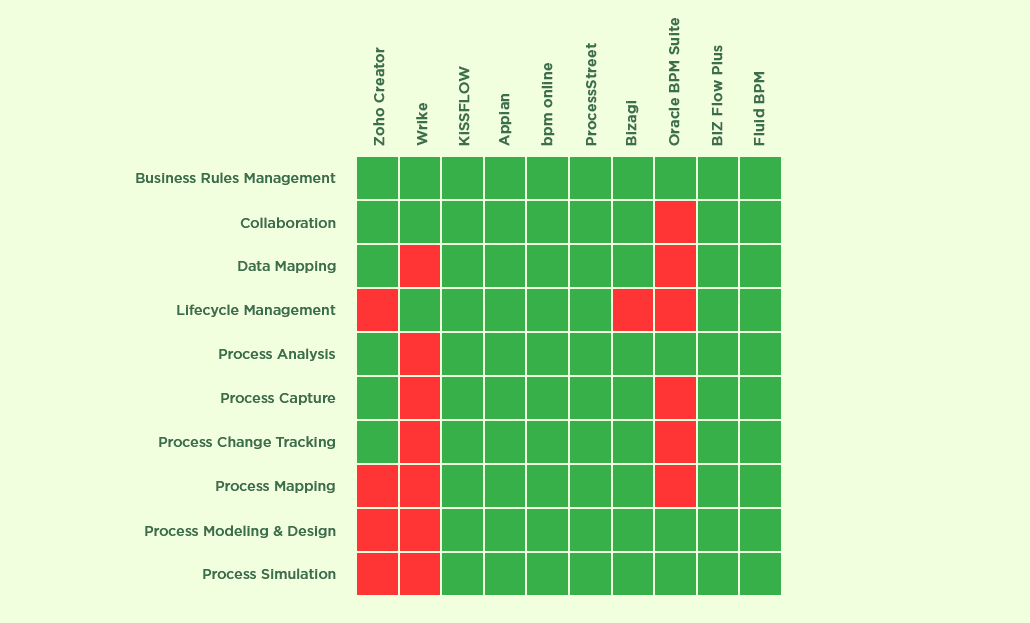 Zoho Creator
Wrike
KISSFLOW
Appian
bpm online
ProcessStreet
Bizagi
Oracle BPM Suite
BIZ Flow Plus
Fluid BPM
Business Rules Management
Collaboration
Data Mapping
Lifecycle Management
Process Analysis
Process Capture
Process Change Tracking
Process Mapping
Process Modeling & Design
Process Simulation